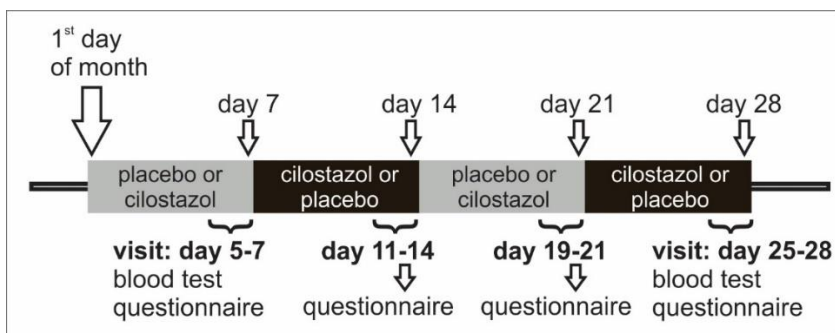 1st day
of month
day 7
day 14
day 21
day 28
placebo or
cilostazol
cilostazol or
placebo
placebo or
cilostazol
cilostazol or
placebo
visit: day 5-7
blood test
questionnaire
day 11-14
questionnaire
day 19-21
questionnaire
visit: day 25-28
blood test
questionnaire